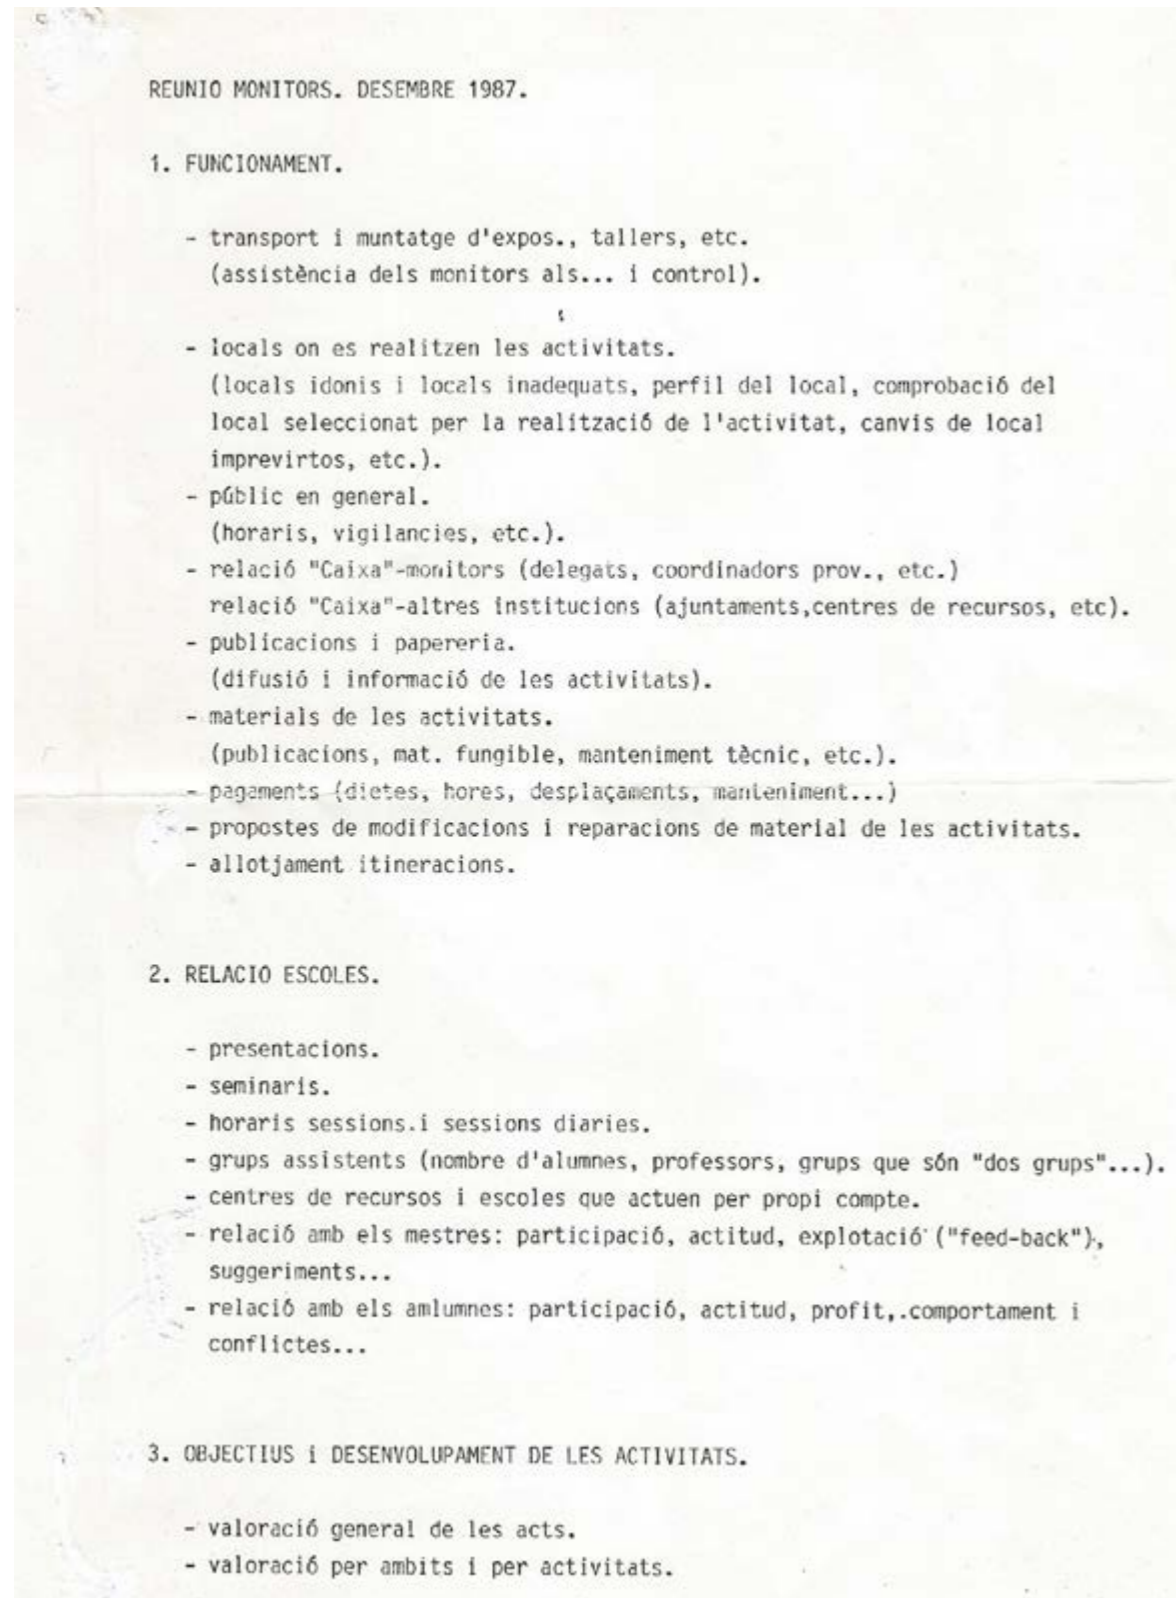 REUNIO MONITORS. DESEMBRE 1987.
1. FUNCIONAMENT.
- transport i muntatge d'expos., tallers, etc.
(assistència dels monitors als... i control).
- locals on es realitzen les activitats.
(locals idonis i locals inadequats, perfil del local, comprobació del
local seleccionat per la realització de l'activitat, canvis de local
imprevirtos, etc.).
- públic en general.
(horaris, vigilancies, etc.).
- relació "Caixa"-monitors (delegats, coordinadors prov., etc.)
relació "Caixa"-altres institucions (ajuntaments,centres de recursos, etc).
- publicacions i papereria.
(difusió i informació de les activitats).
- materials de les activitats.
(publicacions, mat. fungible, manteniment tècnic, etc.).
- pagaments (dietes, hores, desplaçaments, manteniment...)
- propostes de modificacions i reparacions de material de les activitats.
- allotjament itineracions.
2. RELACIO ESCOLES.
- presentacions.
- seminaris.
- horaris sessions.i sessions diaries.
- grups assistents (nombre d'alumnes, professors, grups que són "dos grups"...).
- centres de recursos i escoles que actuen per propi compte.
- relació amb els mestres: participació, actitud, explotació ("feed-back"),
suggeriments...
- relació amb els amlumnes: participació, actitud, profit,.comportament i
conflictes...
3. OBJECTIUS i DESENVOLUPAMENT DE LES ACTIVITATS.
- valoració general de les acts.
- valoració per ambits i per activitats.